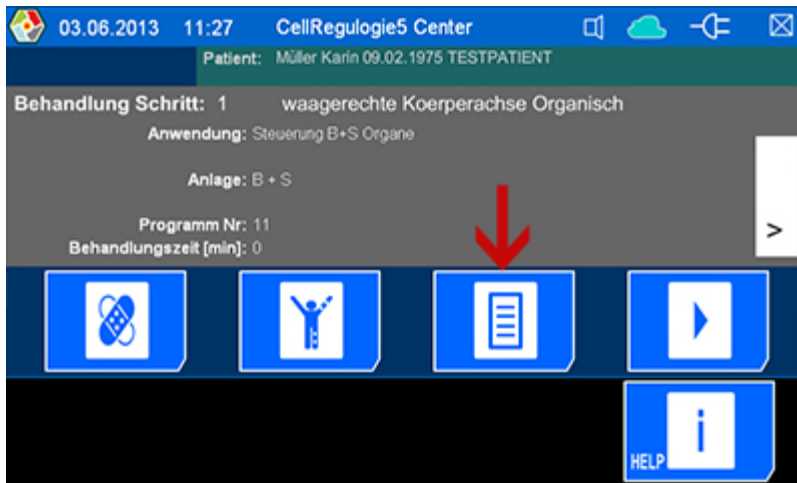 03.06.2013 11:27 CellRegulogie5 Center
Patient: Müller Karin 09.02.1975 TESTPATIENT
Behandlung Schritt: 1 waagerechte Koerperachse Organisch
Anwendung: Steuerung B+S Organe
Anlage: B + S
Programm Nr: 11
>
Behandlungszeit [min]: 0
HELP i